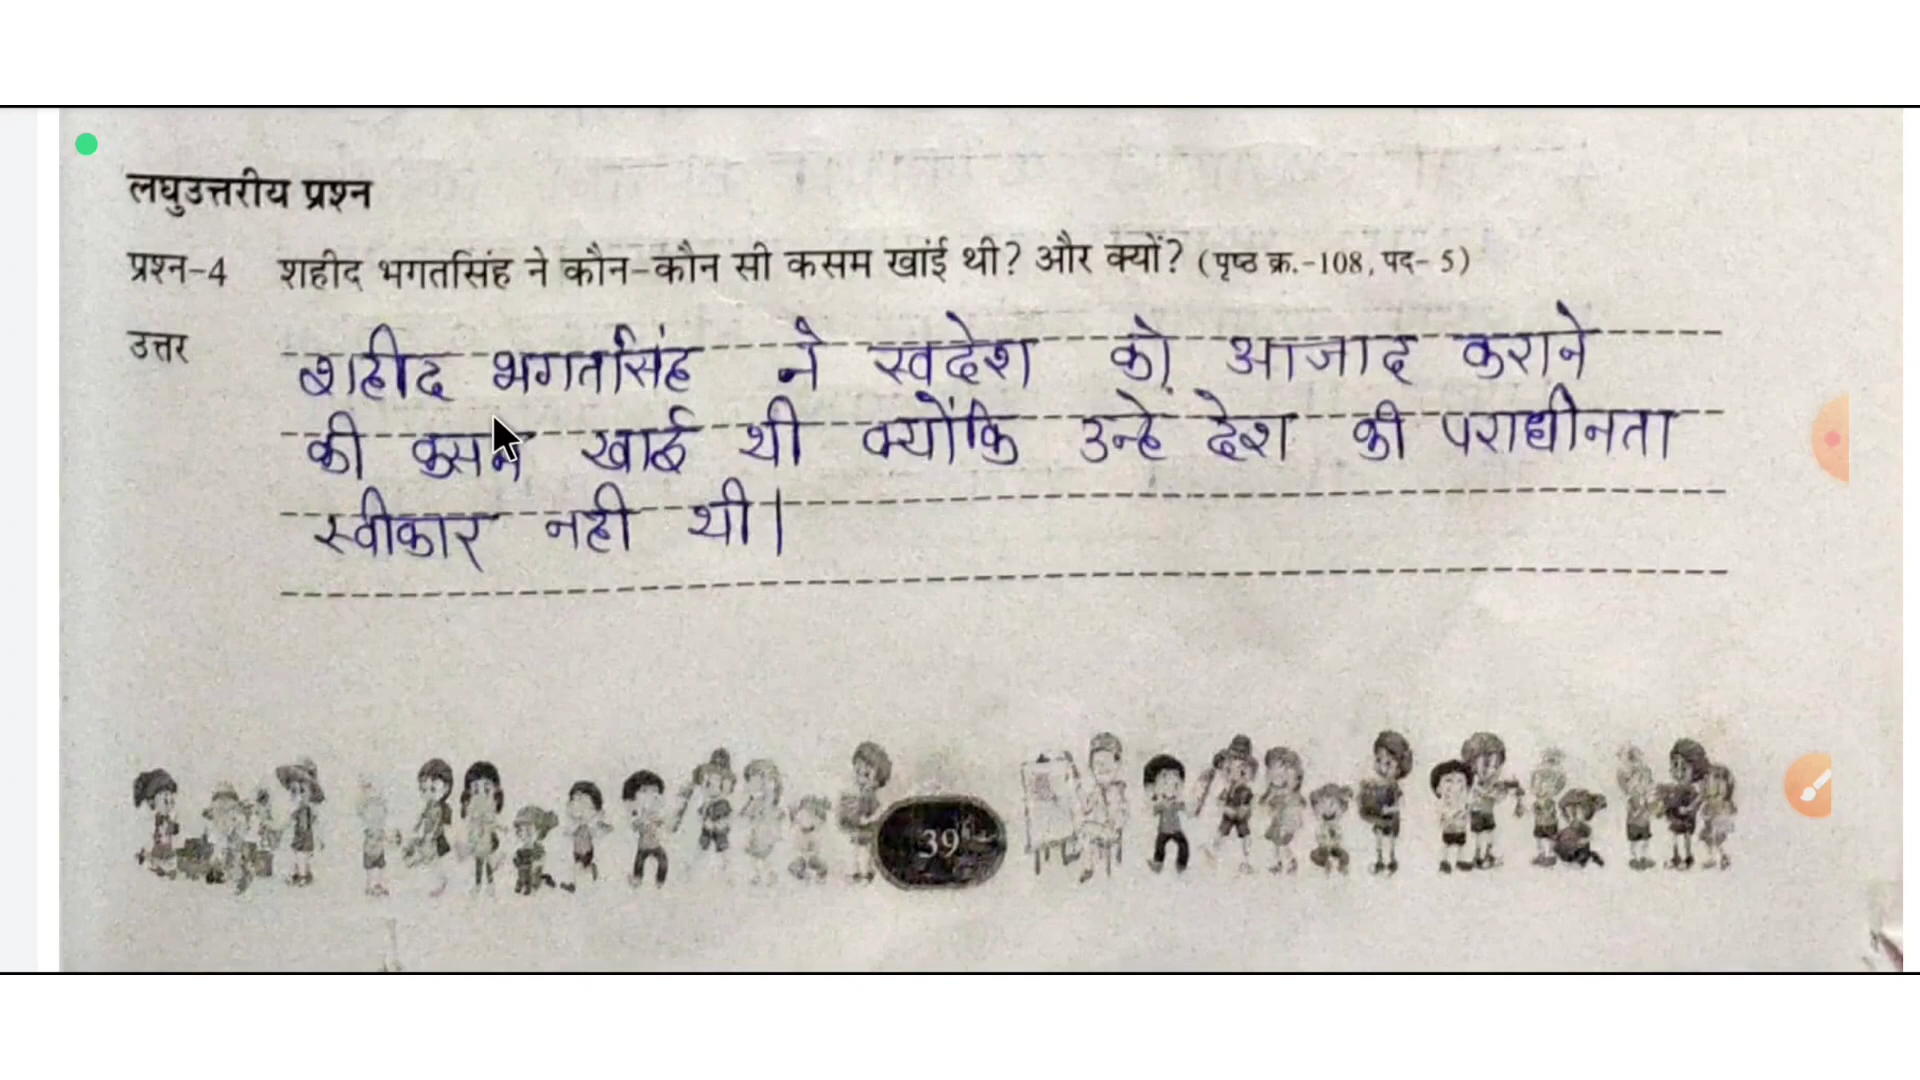 लघुउत्तरीय प्रश्न
प्रश्न-4 शहीद भगतसिंह ने कौन-कौन सी कसम खांई थी? और क्यों? (पृष्ठ क्र.-108, पद- 5)
उत्तर शहीद भगतसिंह ने स्वदेश को आजाद कराने
की कसम खाई थी क्योंकि उन्हे देश की पराधीनता
स्वीकार नही थी|
39